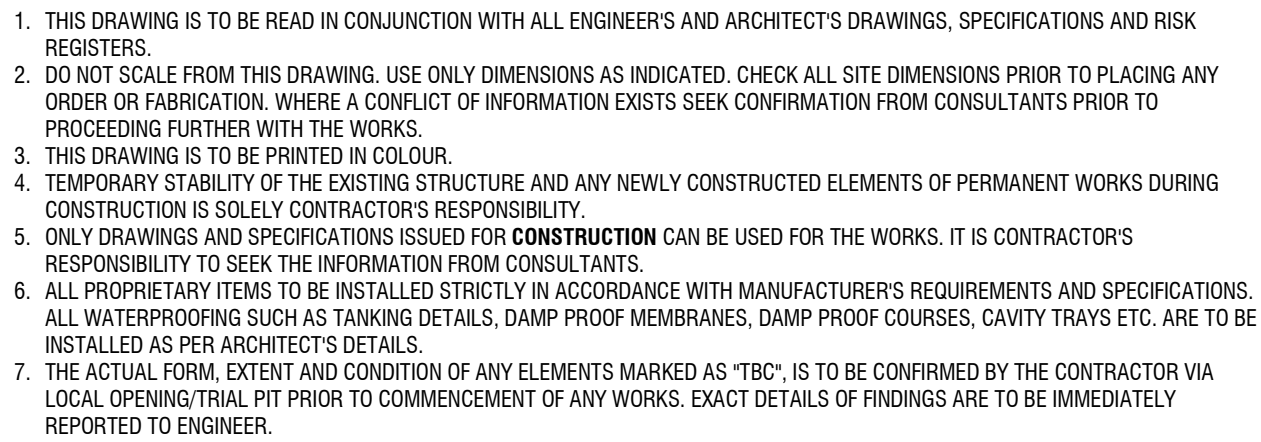 1. THIS DRAWING IS TO BE READ IN CONJUNCTION WITH ALL ENGINEER'S AND ARCHITECT'S DRAWINGS, SPECIFICATIONS AND RISK
REGISTERS.
2. DO NOT SCALE FROM THIS DRAWING. USE ONLY DIMENSIONS AS INDICATED. CHECK ALL SITE DIMENSIONS PRIOR TO PLACING ANY
ORDER OR FABRICATION. WHERE A CONFLICT OF INFORMATION EXISTS SEEK CONFIRMATION FROM CONSULTANTS PRIOR TO
PROCEEDING FURTHER WITH THE WORKS.
3. THIS DRAWING IS TO BE PRINTED IN COLOUR.
4. TEMPORARY STABILITY OF THE EXISTING STRUCTURE AND ANY NEWLY CONSTRUCTED ELEMENTS OF PERMANENT WORKS DURING
CONSTRUCTION IS SOLELY CONTRACTOR'S RESPONSIBILITY.
5. ONLY DRAWINGS AND SPECIFICATIONS ISSUED FOR CONSTRUCTION CAN BE USED FOR THE WORKS. IT IS CONTRACTOR'S
RESPONSIBILITY TO SEEK THE INFORMATION FROM CONSULTANTS.
6. ALL PROPRIETARY ITEMS TO BE INSTALLED STRICTLY IN ACCORDANCE WITH MANUFACTURER'S REQUIREMENTS AND SPECIFICATIONS.
ALL WATERPROOFING SUCH AS TANKING DETAILS, DAMP PROOF MEMBRANES, DAMP PROOF COURSES, CAVITY TRAYS ETC. ARE TO BE
INSTALLED AS PER ARCHITECT'S DETAILS.
7. THE ACTUAL FORM, EXTENT AND CONDITION OF ANY ELEMENTS MARKED AS "TBC", IS TO BE CONFIRMED BY THE CONTRACTOR VIA
LOCAL OPENING/TRIAL PIT PRIOR TO COMMENCEMENT OF ANY WORKS. EXACT DETAILS OF FINDINGS ARE TO BE IMMEDIATELY
REPORTED TO ENGINEER.